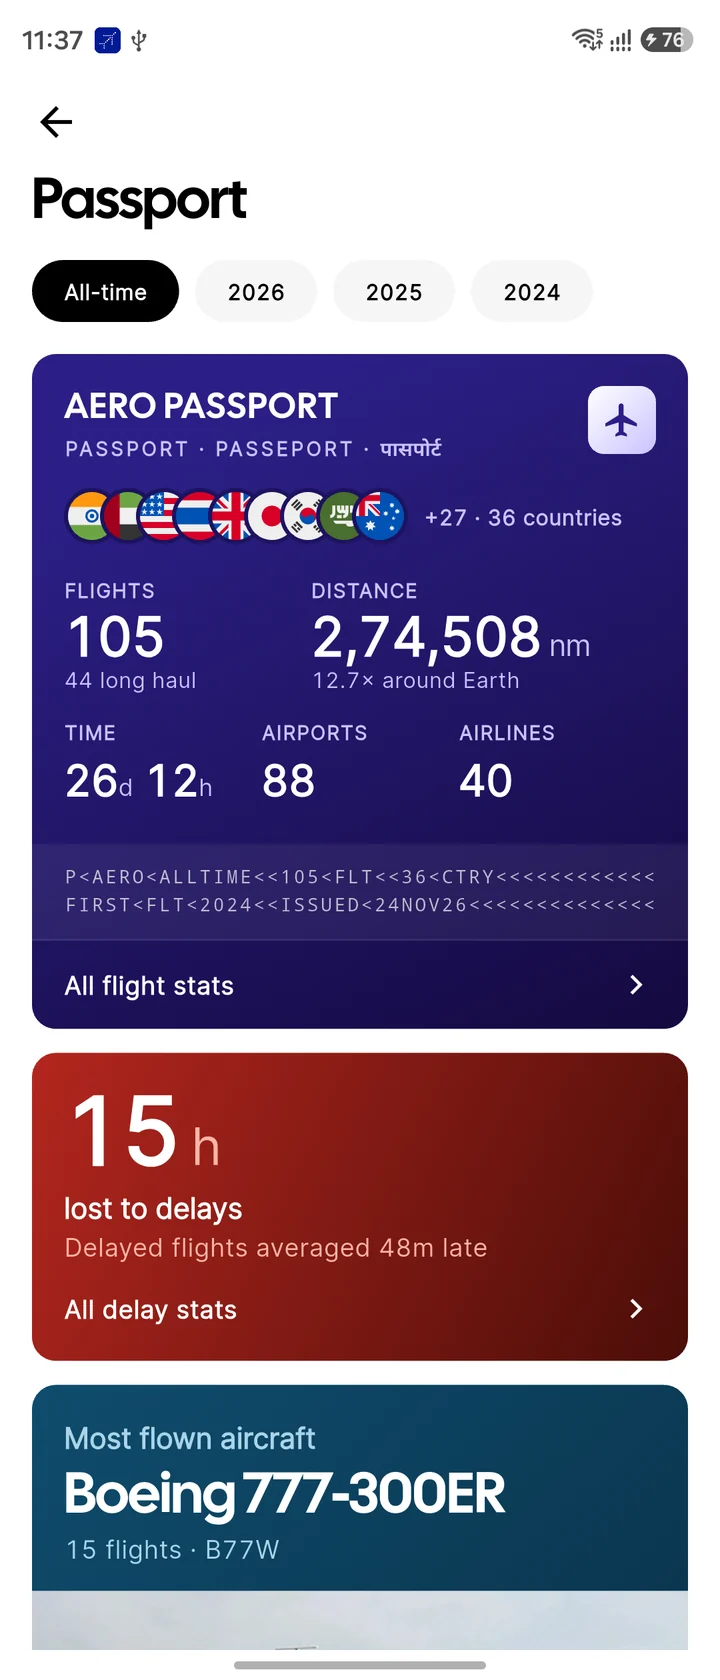 11:37
5
76
Passport
All-time 2026 2025 2024
AERO PASSPORT
PASSPORT · PASSEPORT · पासपोर्ट
+27 · 36 countries
FLIGHTS DISTANCE
105 2,74,508 nm
44 long haul 12.7× around Earth
TIME AIRPORTS AIRLINES
26d 12h 88 40
P<AERO<ALLTIME<<105<FLT<<36<CTRY<<<<<<<<<<<<
FIRST<FLT<2024<<ISSUED<24NOV26<<<<<<<<<<<<<<
All flight stats
15 h
lost to delays
Delayed flights averaged 48m late
All delay stats
Most flown aircraft
Boeing 777-300ER
15 flights · B77W